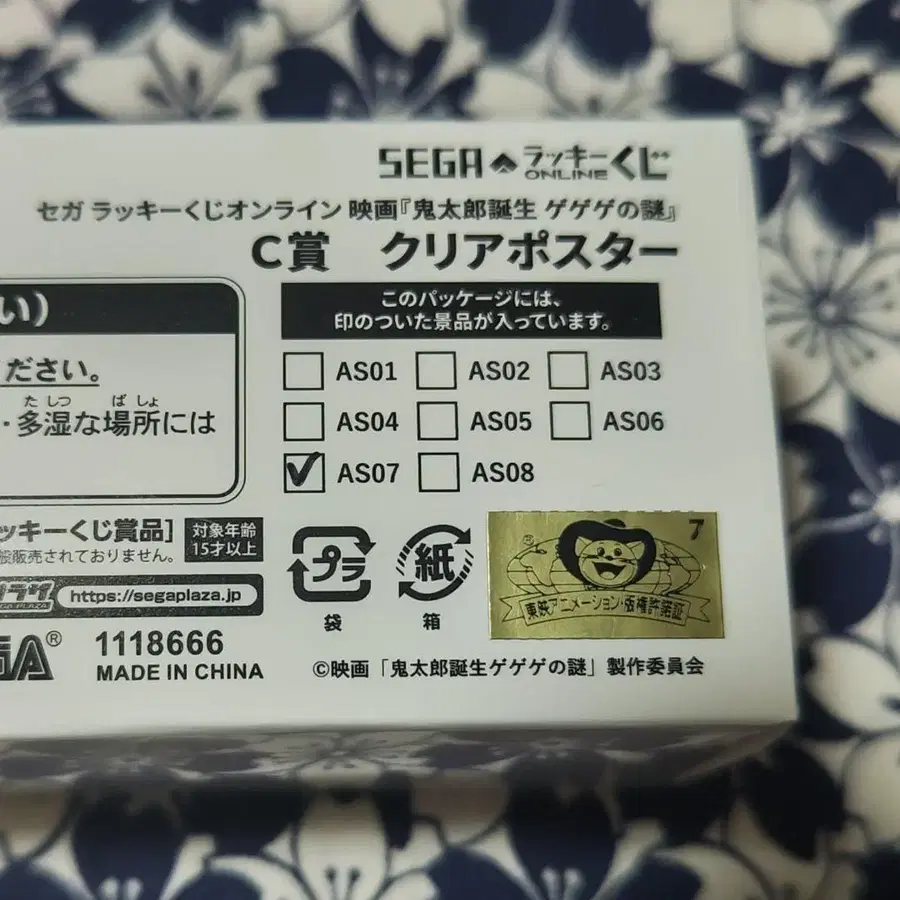 SEGA ラッキーくじ ONLINE
セガ ラッキーくじオンライン 映画『鬼太郎誕生 ゲゲゲの謎』
C賞 クリアポスター
このパッケージには、
印のついた景品が入っています。
AS01 AS02 AS03
AS04 AS05 AS06
AS07 AS08
い）
ださい。
たしつ ばしょ
・多湿な場所には
ッキーくじ賞品]
般販売されておりません。
対象年齢
15才以上
https://segaplaza.jp
プラ
袋
紙
箱
7
東映アニメーション・版権許諾証
GA®
1118666
MADE IN CHINA
©映画「鬼太郎誕生ゲゲゲの謎」製作委員会